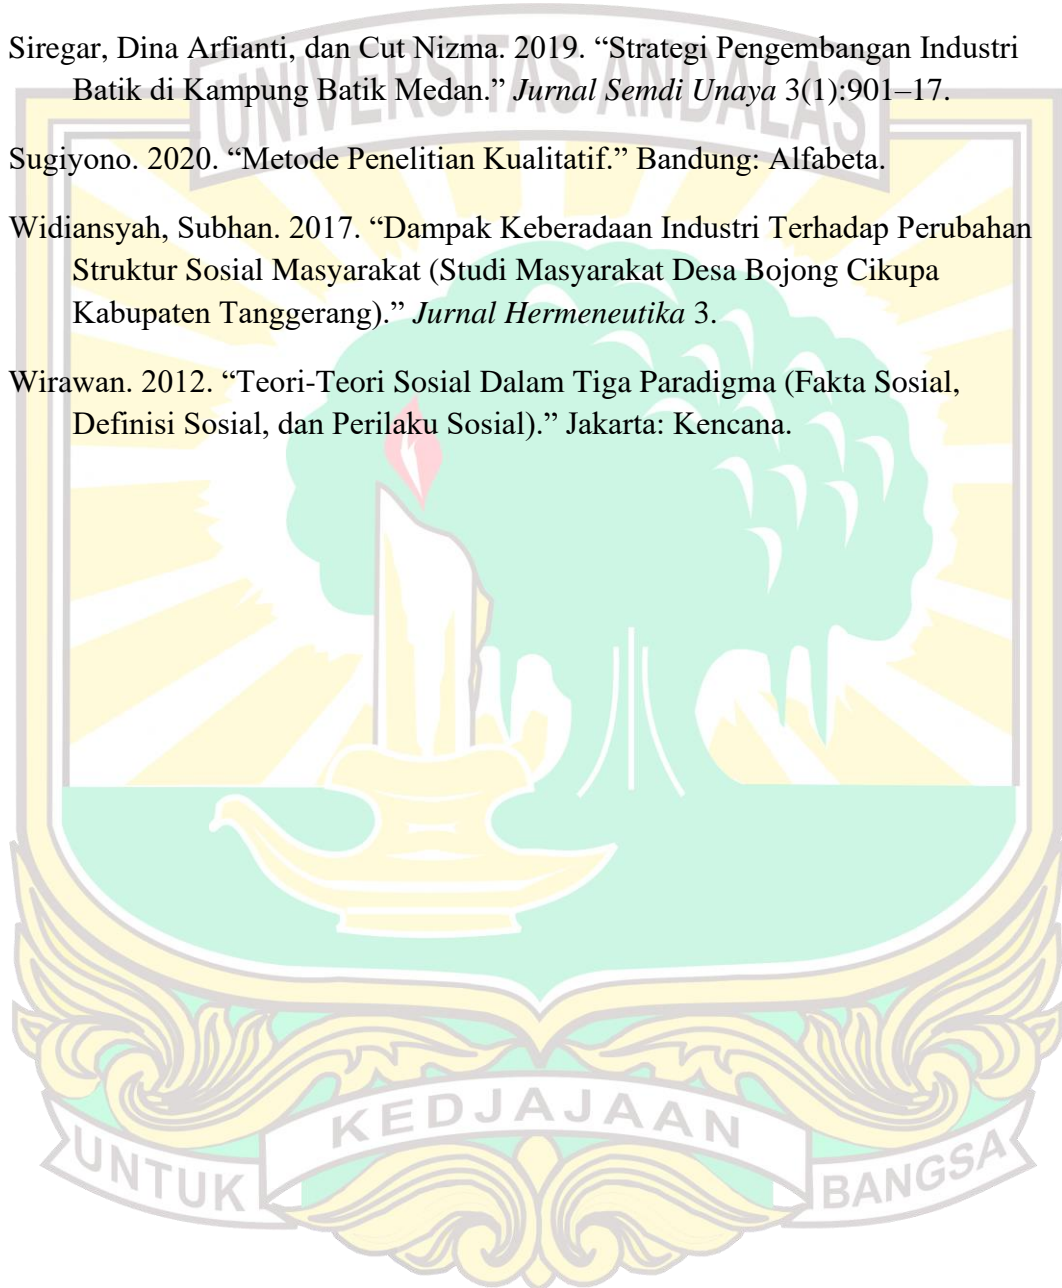 UNIVERSITAS ANDALAS
Siregar, Dina Arfianti, dan Cut Nizma. 2019. “Strategi Pengembangan Industri
Batik di Kampung Batik Medan.” Jurnal Semdi Unaya 3(1):901–17.
Sugiyono. 2020. “Metode Penelitian Kualitatif.” Bandung: Alfabeta.
Widiansyah, Subhan. 2017. “Dampak Keberadaan Industri Terhadap Perubahan
Struktur Sosial Masyarakat (Studi Masyarakat Desa Bojong Cikupa
Kabupaten Tanggerang).” Jurnal Hermeneutika 3.
Wirawan. 2012. “Teori-Teori Sosial Dalam Tiga Paradigma (Fakta Sosial,
Definisi Sosial, dan Perilaku Sosial).” Jakarta: Kencana.
UNTUK KEDJAJAAN BANGSA